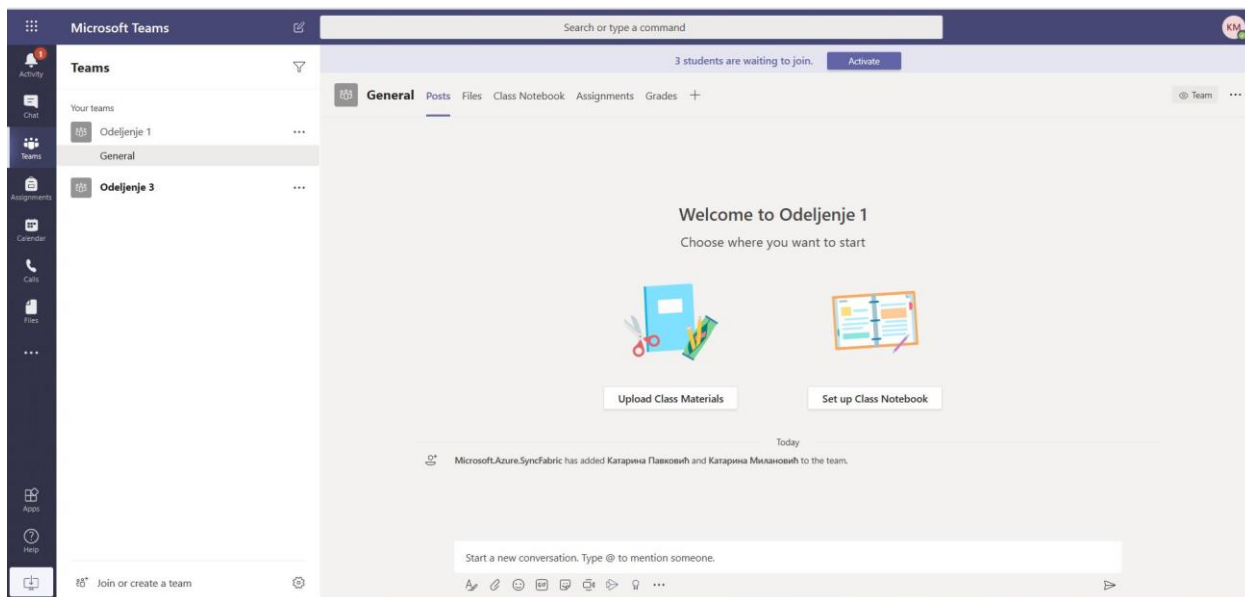 Microsoft Teams
Search or type a command
KM
1
Activity
Chat
Teams
Assignments
Calendar
Calls
Files
Apps
Help
Teams
Your teams
Odeljenje 1
General
Odeljenje 3
Join or create a team
3 students are waiting to join. Activate
General Posts Files Class Notebook Assignments Grades
Team
Welcome to Odeljenje 1
Choose where you want to start
Upload Class Materials
Set up Class Notebook
Today
Microsoft.Azure.SyncFabric has added Катарина Павковић and Катарина Милановић to the team.
Start a new conversation. Type @ to mention someone.
GIF